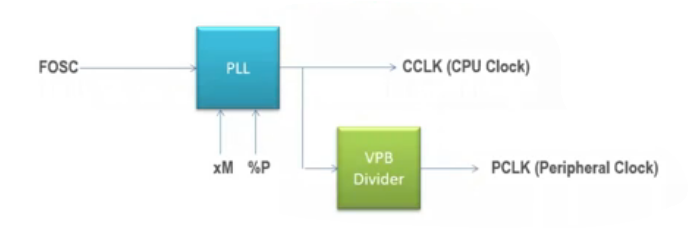 FOSC
PLL
CCLK (CPU Clock)
xM %P
VPB
Divider
PCLK (Peripheral Clock)